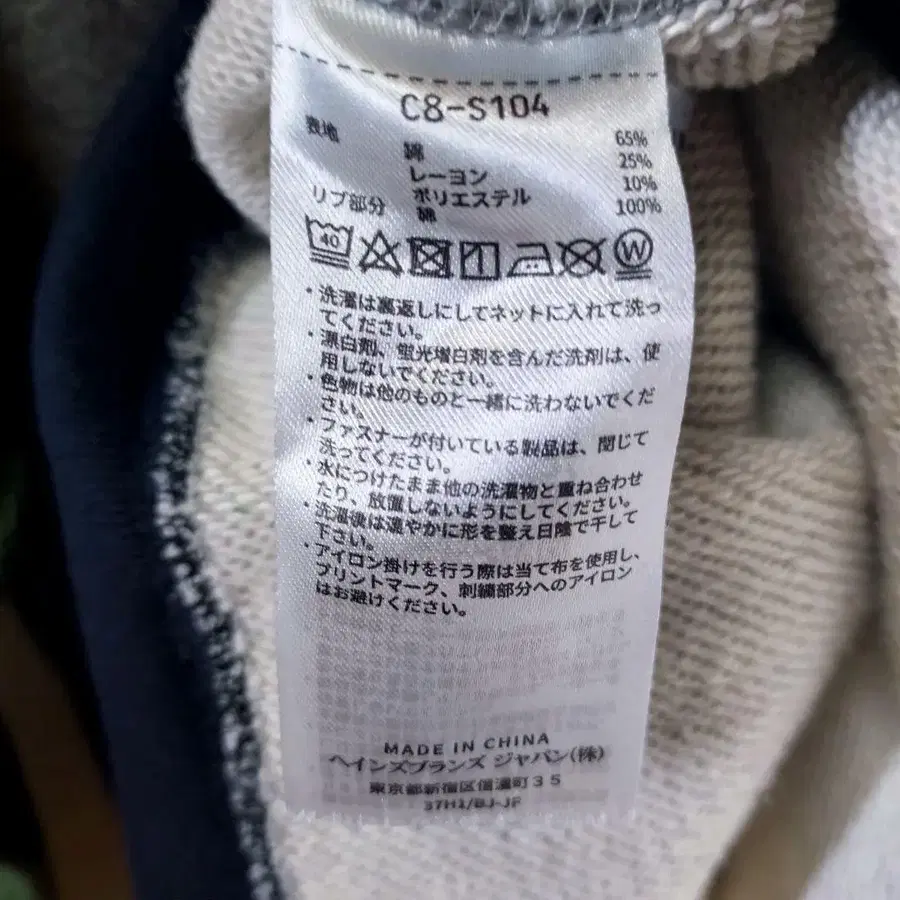 C8-S104
表地 綿 65%
レーヨン 25%
ポリエステル 10%
リブ部分 綿 100%
40
W
・洗濯は裏返しにしてネットに入れて洗っ
てください。
・漂白剤、蛍光増白剤を含んだ洗剤は、使
用しないでください。
・色物は他のものと一緒に洗わないでくだ
さい。
・ファスナーが付いている製品は、閉じて
洗ってください。
・水につけたまま他の洗濯物と重ね合わせ
たり、放置しないようにしてください。
・洗濯後は速やかに形を整え日陰で干して
下さい。
・アイロン掛けを行う際は当て布を使用し、
プリントマーク、刺繍部分へのアイロン
はお避けください。
MADE IN CHINA
ヘインズブランズ ジャパン(株)
東京都新宿区信濃町35
37H1/BJ-JF